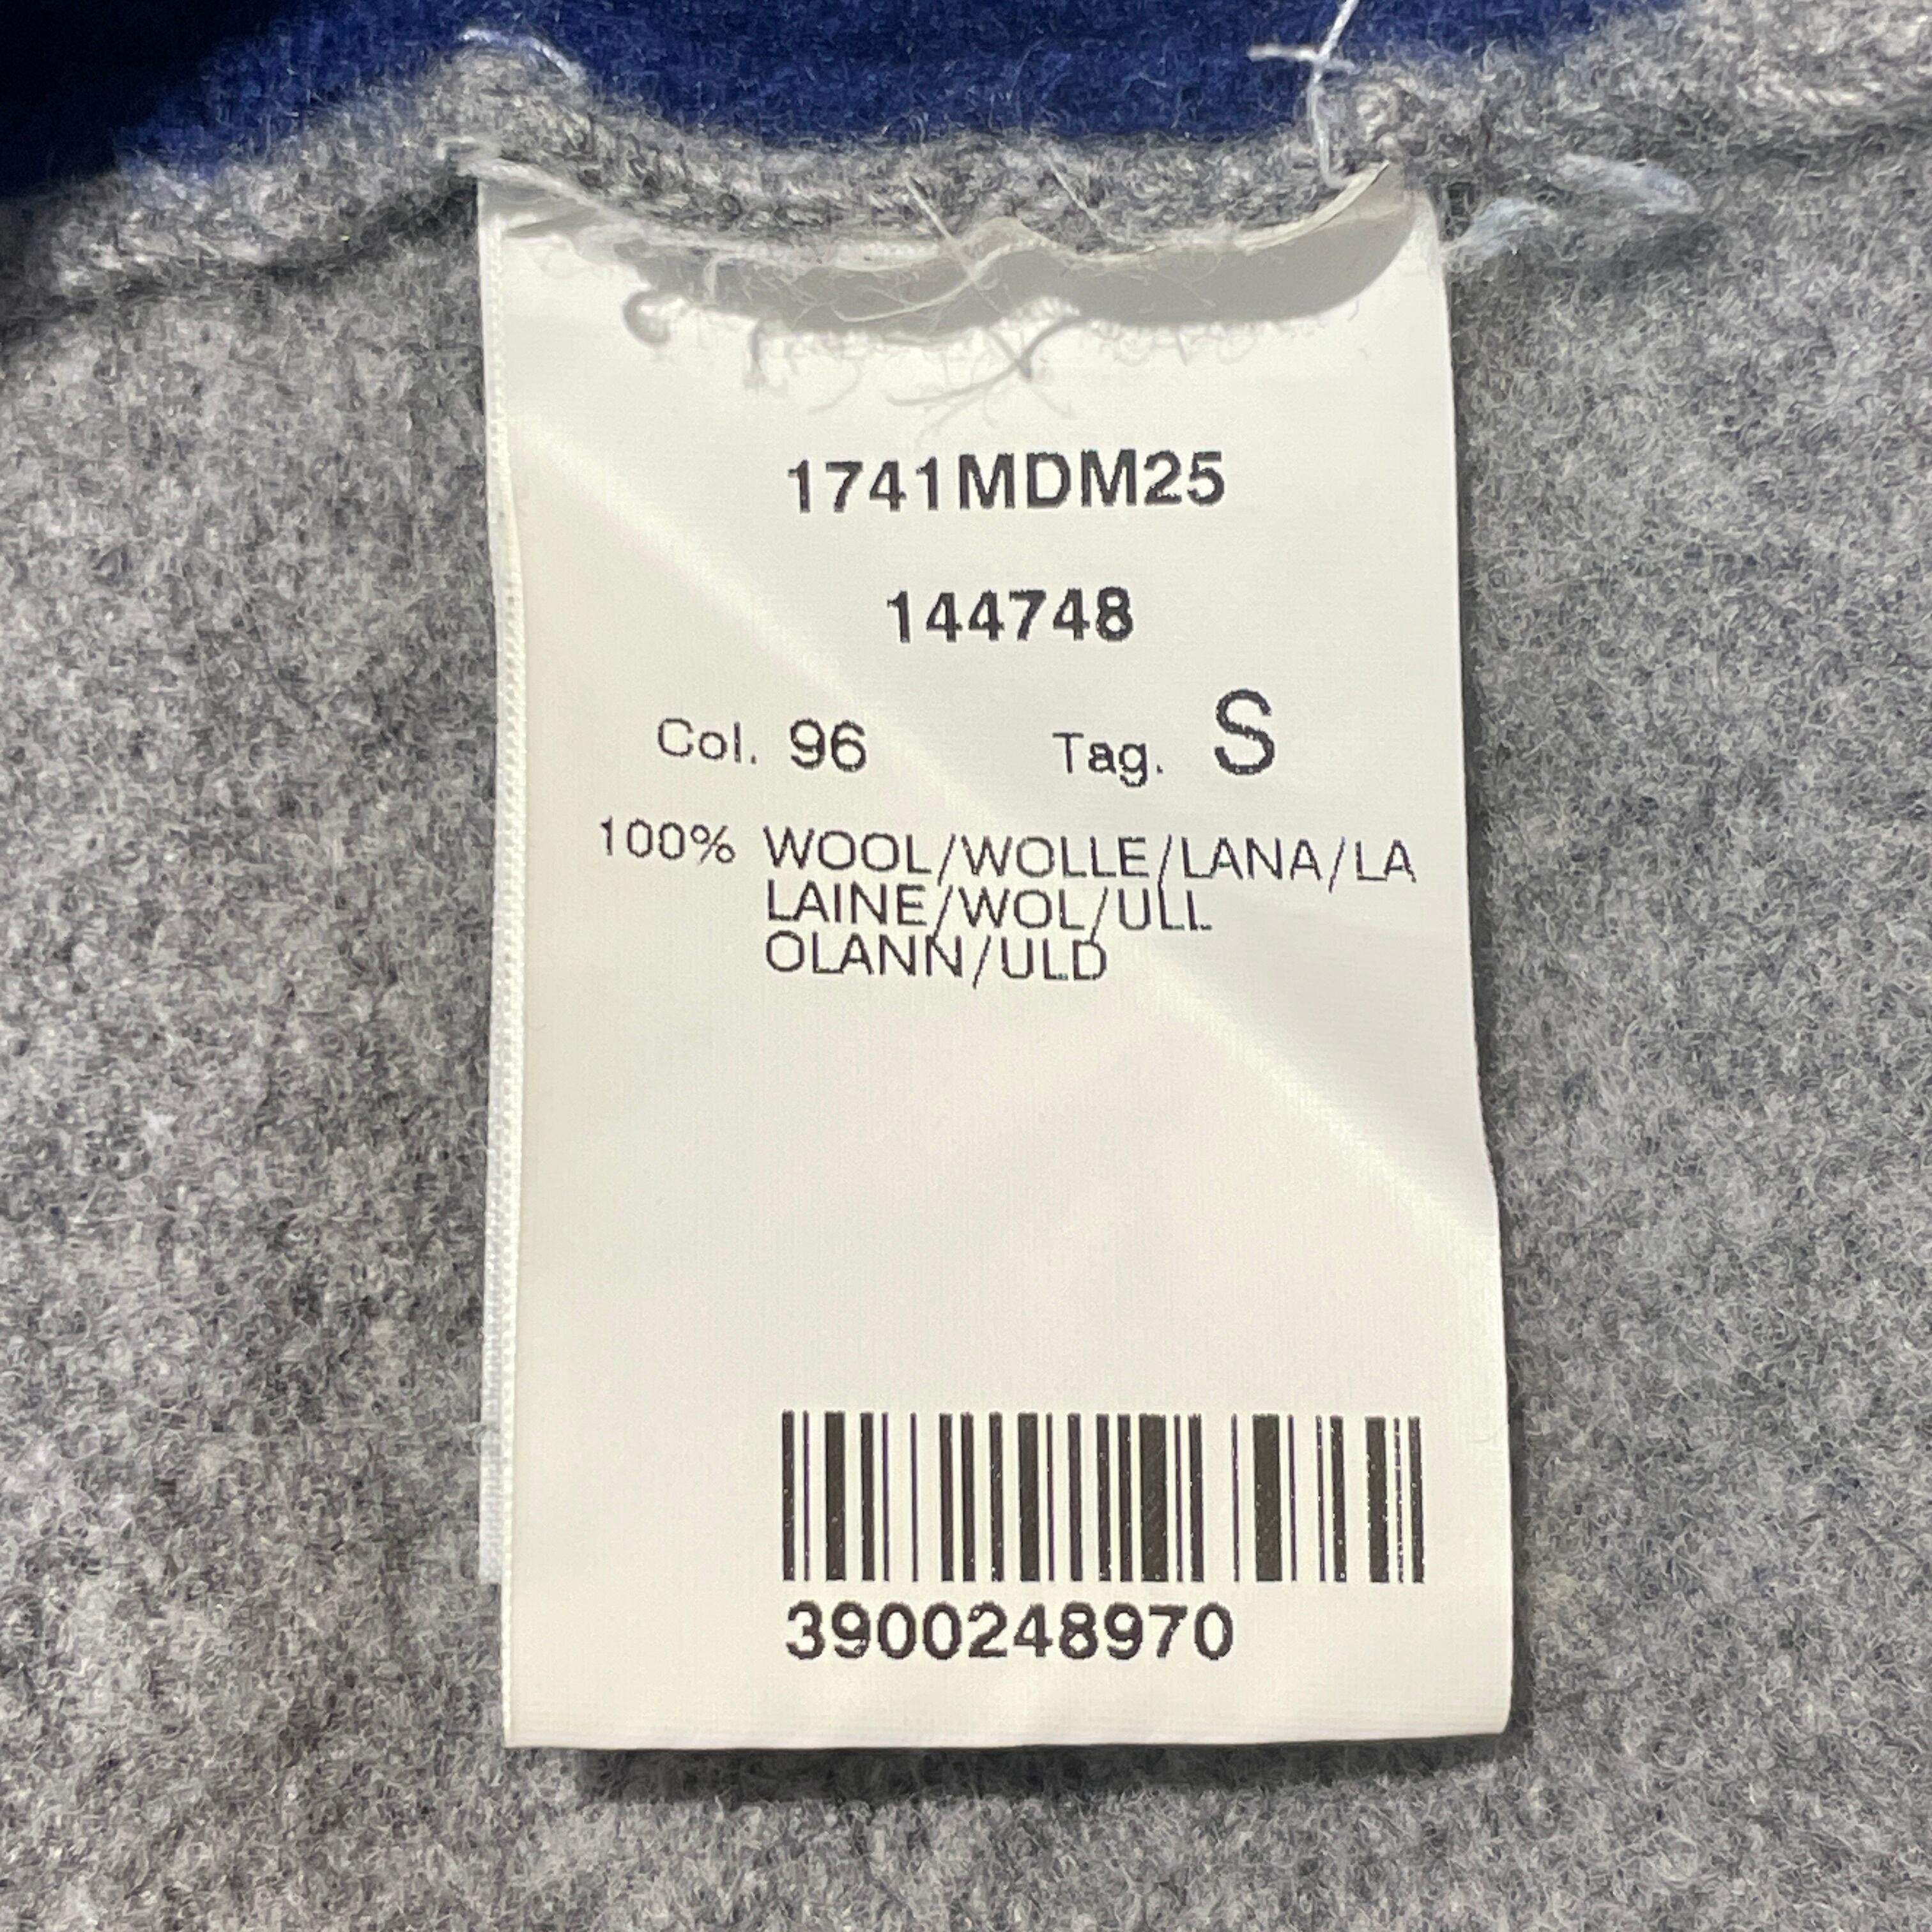 1741MDM25
144748
Col. 96 Tag. S
100% WOOL/WOLLE/LANA/LA
LAINE/WOL/ULL
OLANN/ULD
3900248970